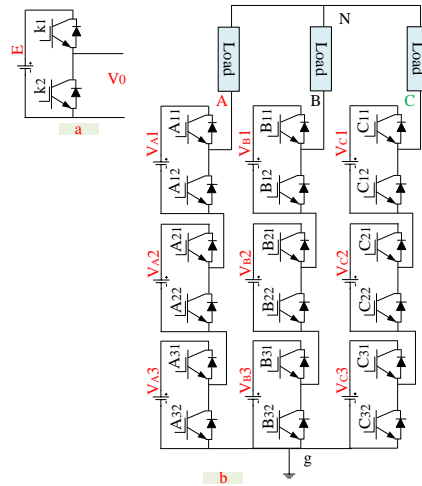 k1
E
k2
V0
a
N
Load
Load
Load
A
B
C
VA1
A11
A12
VB1
B11
B12
VC1
C11
C12
VA2
A21
A22
VB2
B21
B22
VC2
C21
C22
VA3
A31
A32
VB3
B31
B32
VC3
C31
C32
g
b